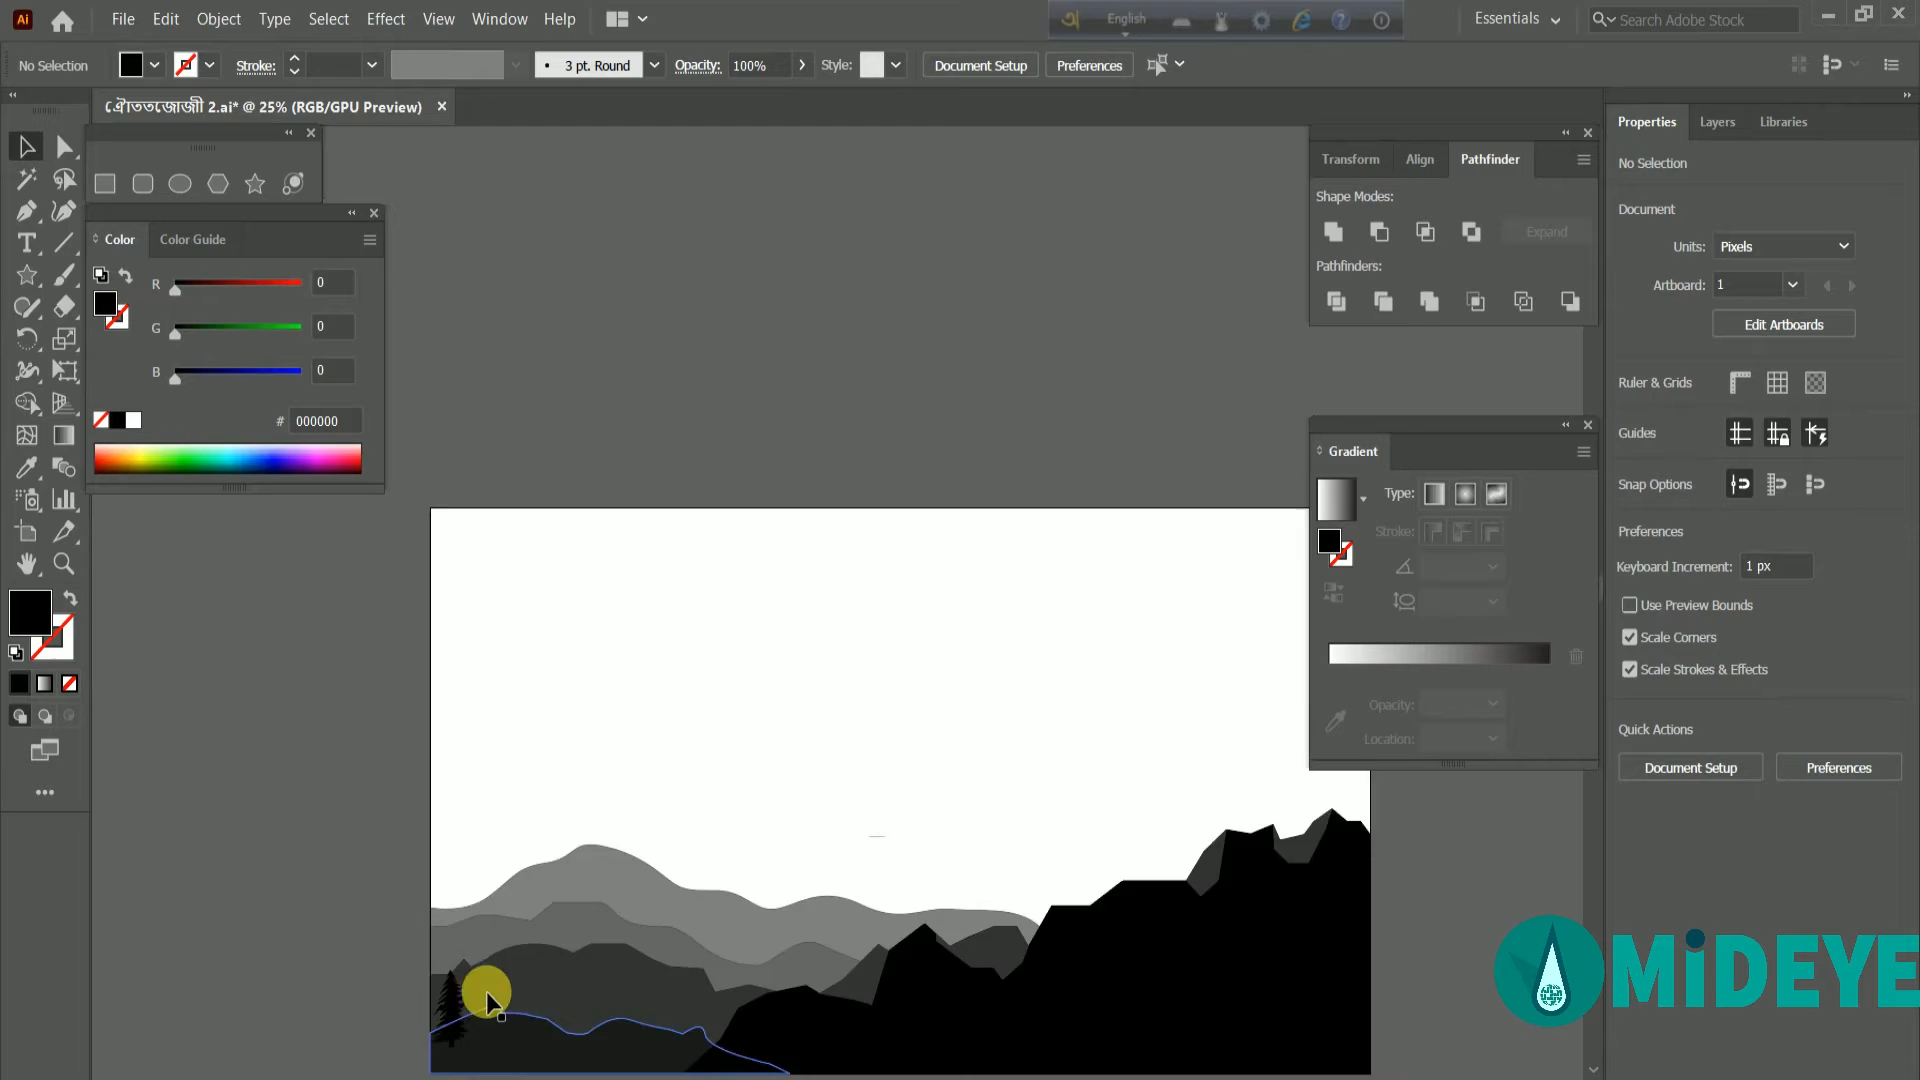 Ai File Edit Object Type Select Effect View Window Help
English
Essentials
Search Adobe Stock
No Selection
Stroke:
3 pt. Round
Opacity: 100%
Style:
Document Setup
Preferences
2.ai* @ 25% (RGB/GPU Preview)
Color
Color Guide
R 0
G 0
B 0
# 000000
Transform Align Pathfinder
Shape Modes:
Expand
Pathfinders:
Gradient
Type:
Stroke:
Opacity:
Location:
Properties Layers Libraries
No Selection
Document
Units: Pixels
Artboard: 1
Edit Artboards
Ruler & Grids
Guides
Snap Options
Preferences
Keyboard Increment: 1 px
Use Preview Bounds
Scale Corners
Scale Strokes & Effects
Quick Actions
Document Setup
Preferences
MiDEYE